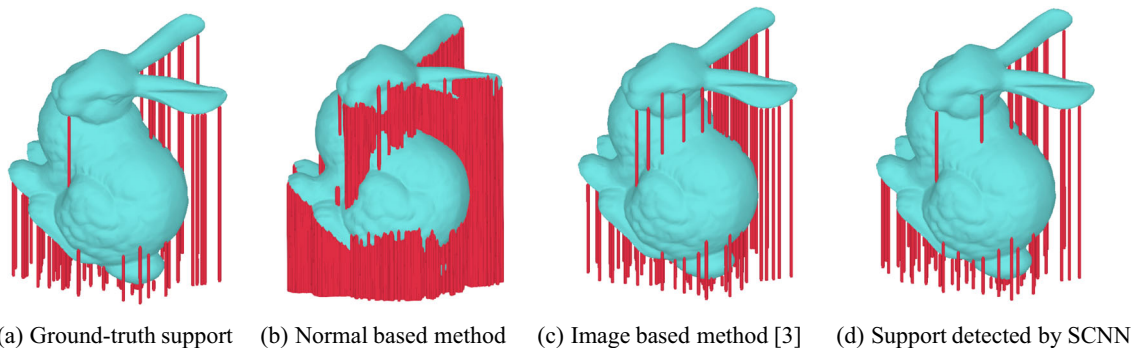 (a) Ground-truth support (b) Normal based method (c) Image based method [3] (d) Support detected by SCNN